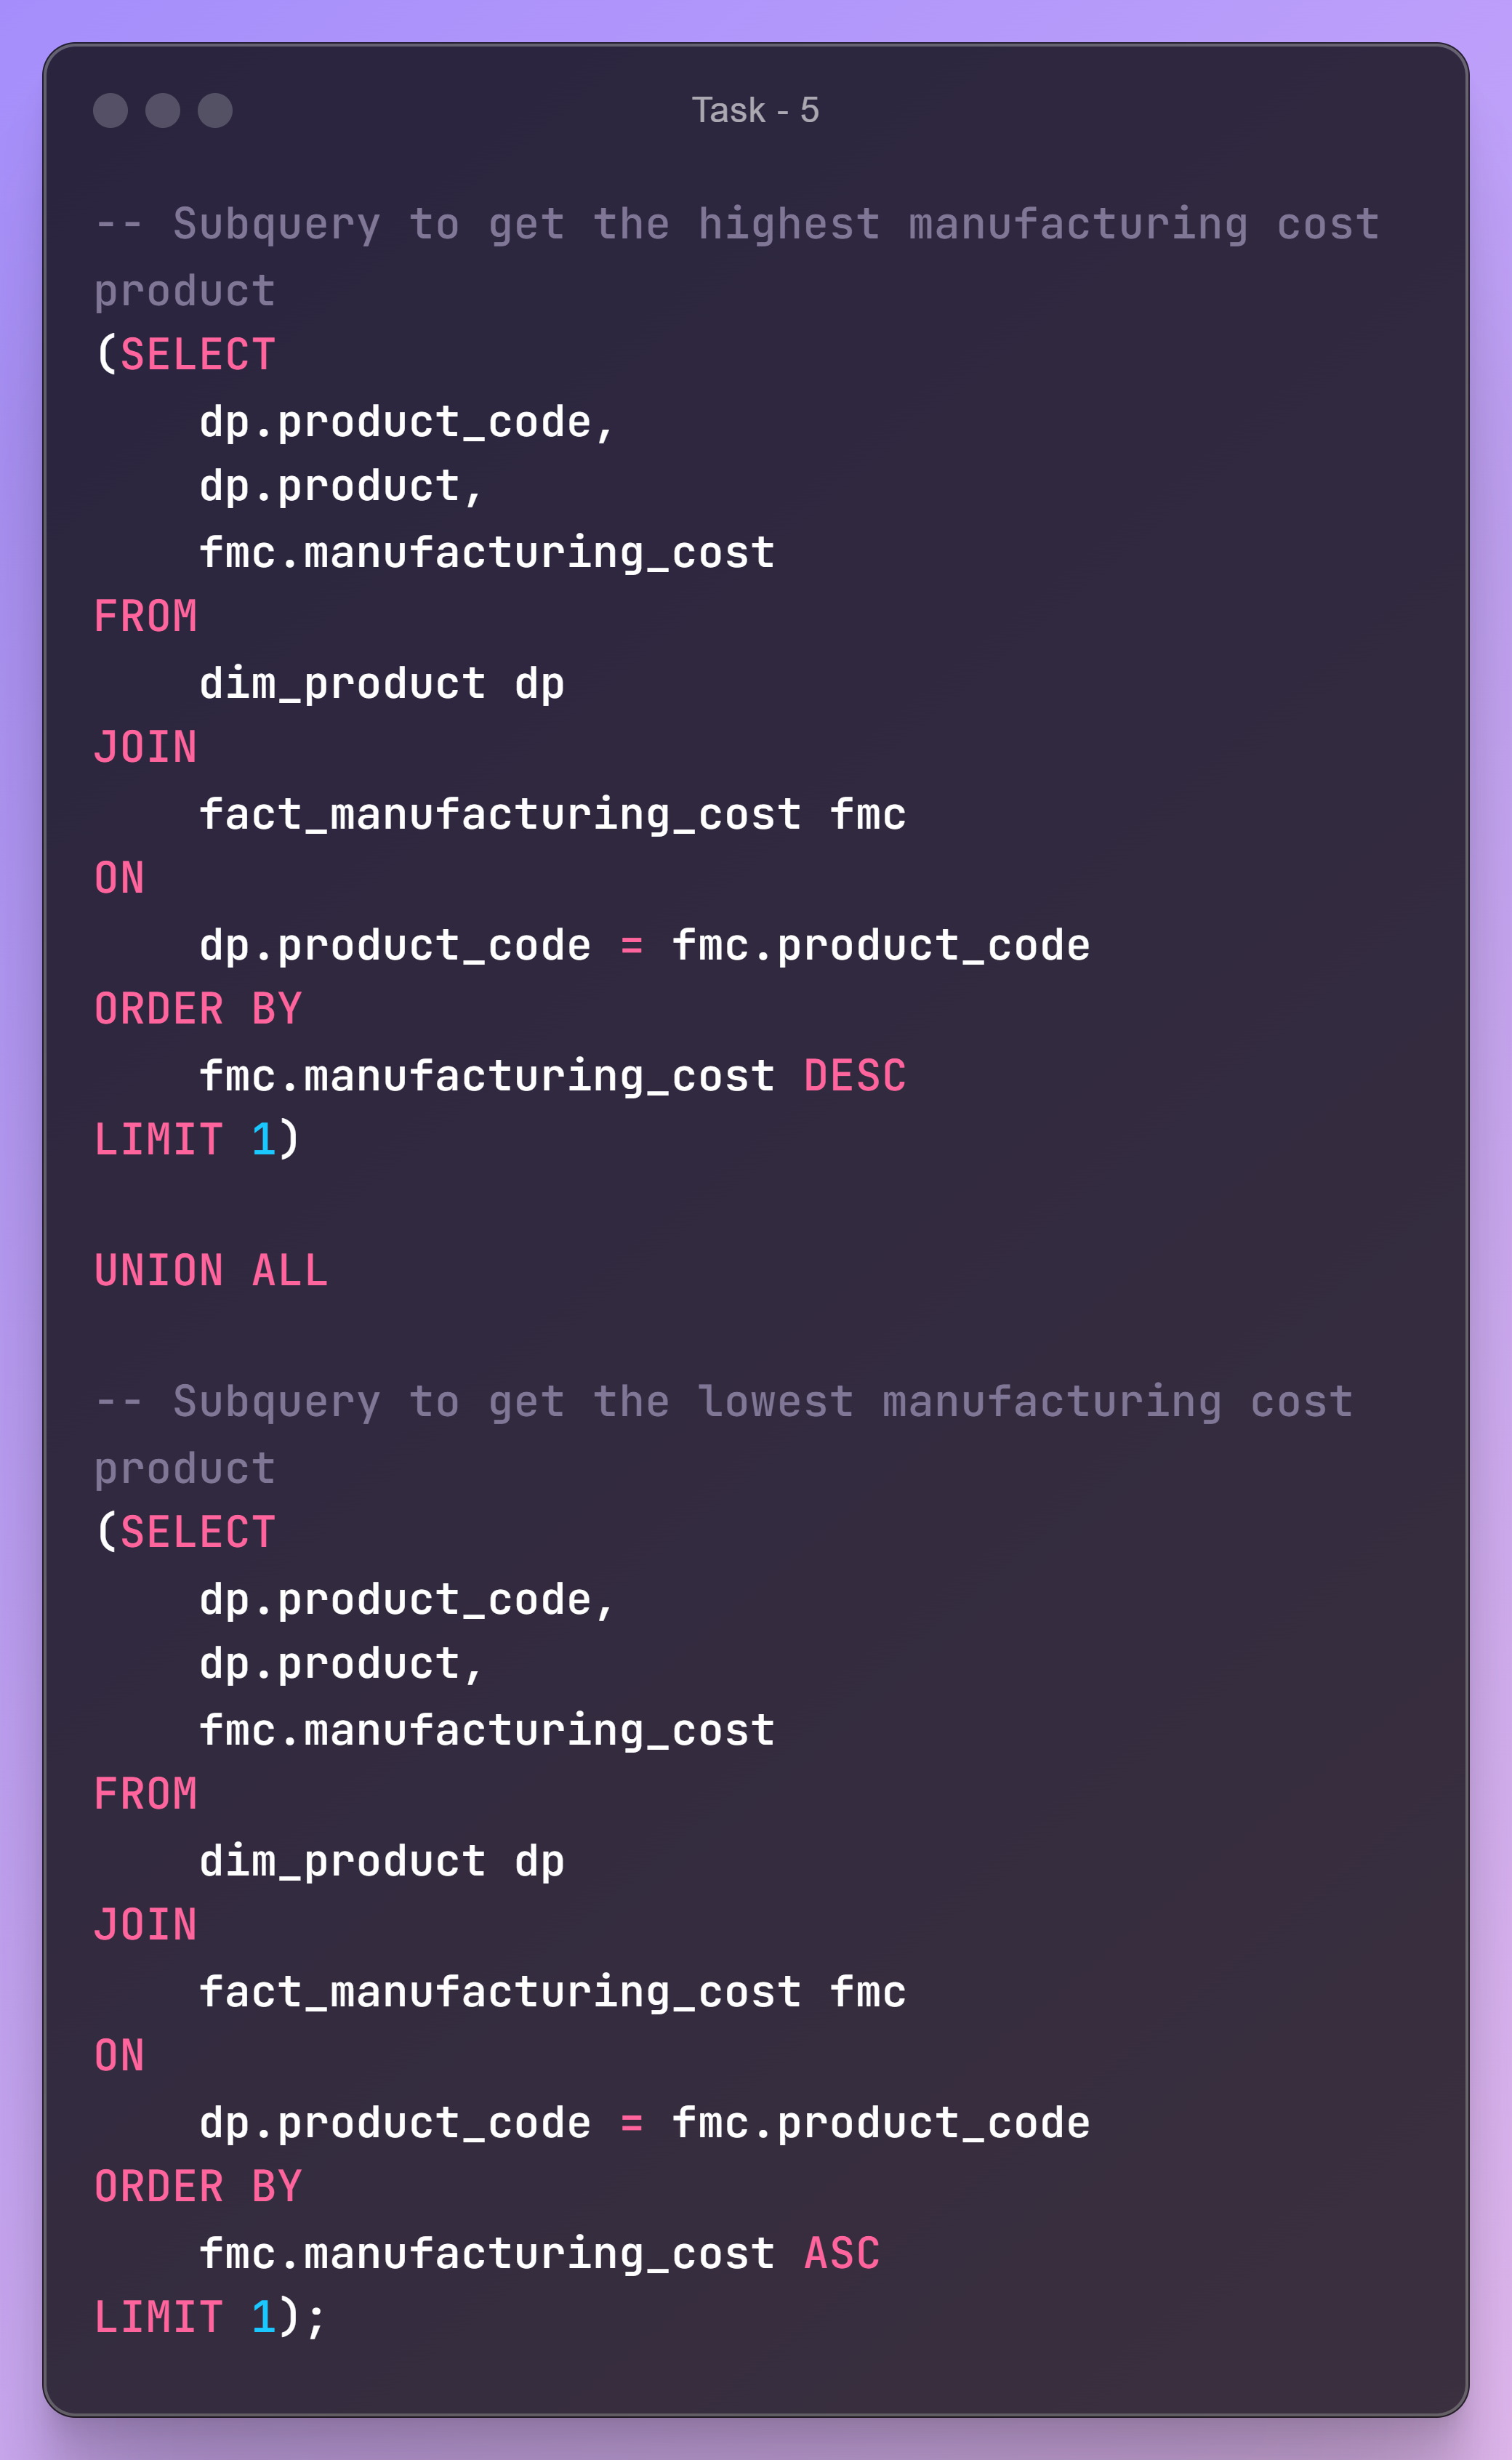 Task - 5
-- Subquery to get the highest manufacturing cost
product
(SELECT
    dp.product_code,
    dp.product,
    fmc.manufacturing_cost
FROM
    dim_product dp
JOIN
    fact_manufacturing_cost fmc
ON
    dp.product_code = fmc.product_code
ORDER BY
    fmc.manufacturing_cost DESC
LIMIT 1)
UNION ALL
-- Subquery to get the lowest manufacturing cost
product
(SELECT
    dp.product_code,
    dp.product,
    fmc.manufacturing_cost
FROM
    dim_product dp
JOIN
    fact_manufacturing_cost fmc
ON
    dp.product_code = fmc.product_code
ORDER BY
    fmc.manufacturing_cost ASC
LIMIT 1);